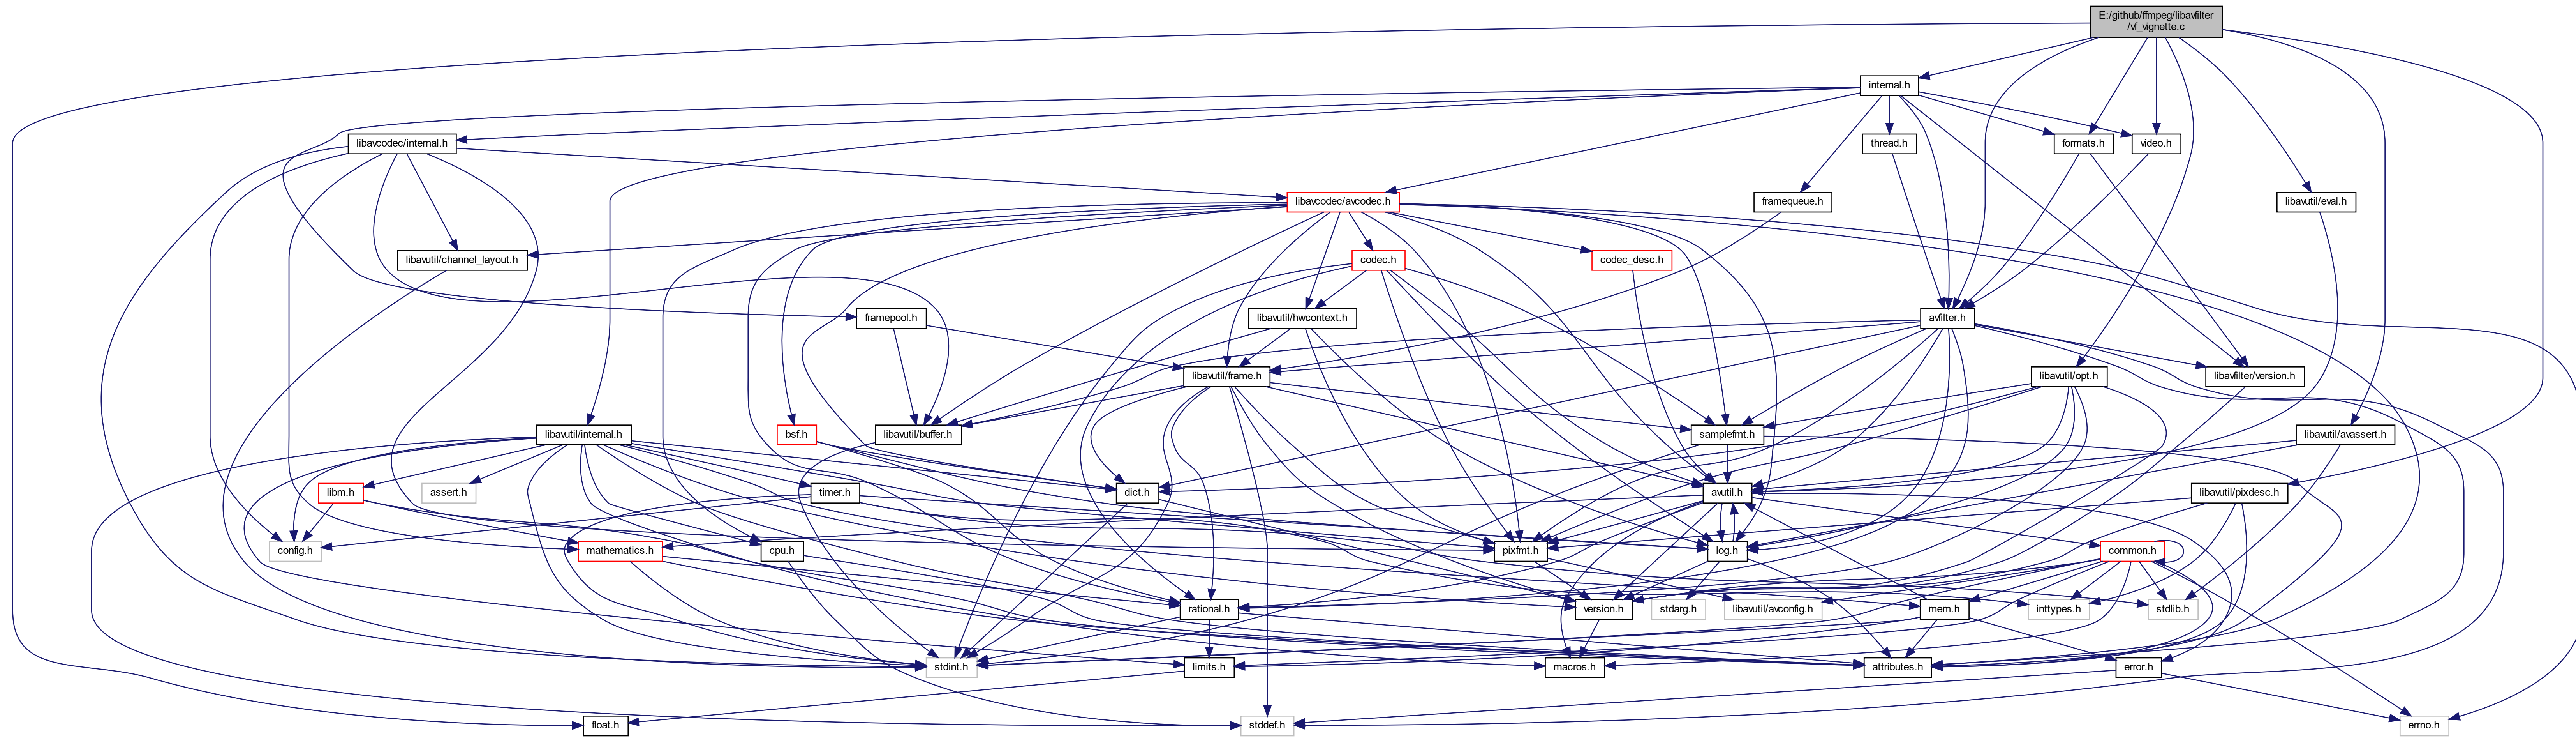 E:/github/ffmpeg/libavfilter
/vf_vignette.c
internal.h
libavcodec/internal.h
thread.h
formats.h
video.h
libavcodec/avcodec.h
framequeue.h
libavutil/eval.h
libavutil/channel_layout.h
codec.h
codec_desc.h
framepool.h
libavutil/hwcontext.h
avfilter.h
libavutil/frame.h
libavutil/opt.h
libavfilter/version.h
libavutil/internal.h
bsf.h
libavutil/buffer.h
samplefmt.h
libavutil/avassert.h
libm.h
assert.h
timer.h
dict.h
avutil.h
libavutil/pixdesc.h
config.h
mathematics.h
cpu.h
pixfmt.h
log.h
common.h
rational.h
version.h
stdarg.h
libavutil/avconfig.h
mem.h
inttypes.h
stdlib.h
stdint.h
limits.h
macros.h
attributes.h
error.h
float.h
stddef.h
errno.h